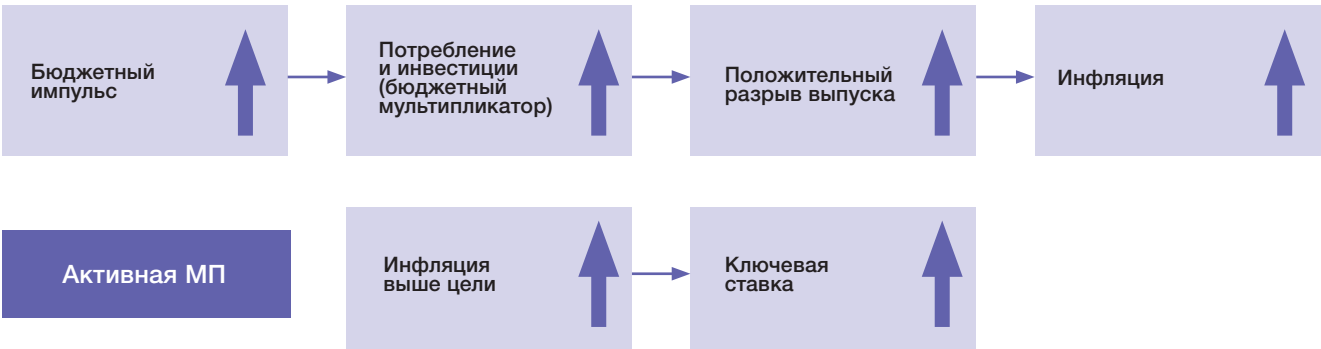 Бюджетный
импульс
Потребление
и инвестиции
(бюджетный
мультипликатор)
Положительный
разрыв выпуска
Инфляция
Активная МП
Инфляция
выше цели
Ключевая
ставка